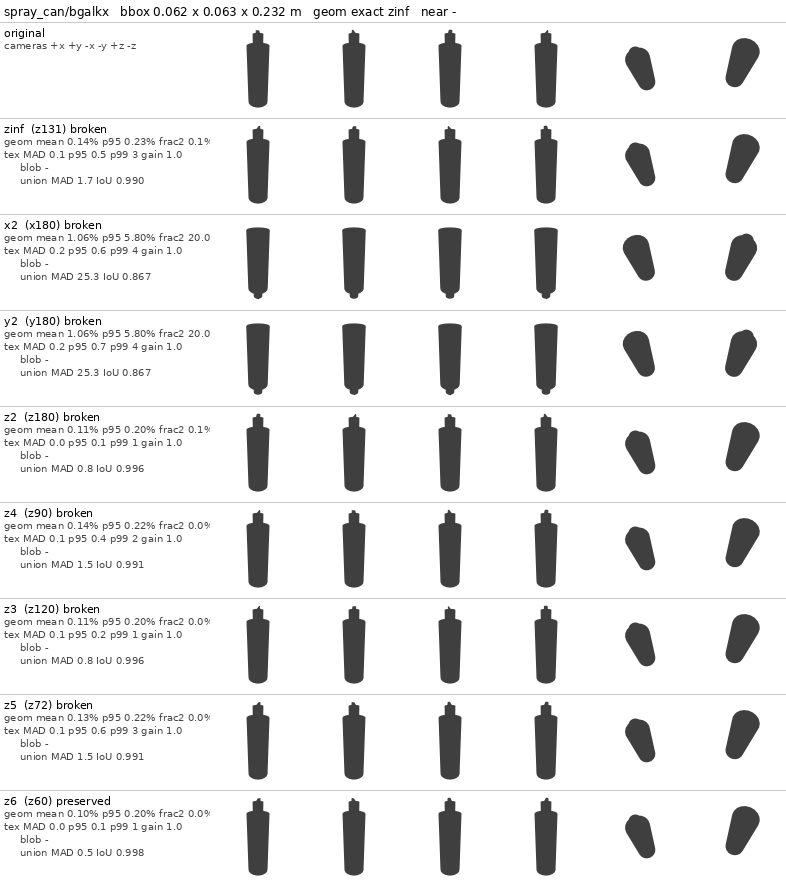 spray_can/bgalkx bbox 0.062 x 0.063 x 0.232 m geom exact zinf near -
original
cameras +x +y -x -y +z -z
zinf (z131) broken
geom mean 0.14% p95 0.23% frac2 0.1%
tex MAD 0.1 p95 0.5 p99 3 gain 1.0
blob -
union MAD 1.7 IoU 0.990
x2 (x180) broken
geom mean 1.06% p95 5.80% frac2 20.0
tex MAD 0.2 p95 0.6 p99 4 gain 1.0
blob -
union MAD 25.3 IoU 0.867
y2 (y180) broken
geom mean 1.06% p95 5.80% frac2 20.0
tex MAD 0.2 p95 0.7 p99 4 gain 1.0
blob -
union MAD 25.3 IoU 0.867
z2 (z180) broken
geom mean 0.11% p95 0.20% frac2 0.1%
tex MAD 0.0 p95 0.1 p99 1 gain 1.0
blob -
union MAD 0.8 IoU 0.996
z4 (z90) broken
geom mean 0.14% p95 0.22% frac2 0.0%
tex MAD 0.1 p95 0.4 p99 2 gain 1.0
blob -
union MAD 1.5 IoU 0.991
z3 (z120) broken
geom mean 0.11% p95 0.20% frac2 0.0%
tex MAD 0.1 p95 0.2 p99 1 gain 1.0
blob -
union MAD 0.8 IoU 0.996
z5 (z72) broken
geom mean 0.13% p95 0.22% frac2 0.0%
tex MAD 0.1 p95 0.6 p99 3 gain 1.0
blob -
union MAD 1.5 IoU 0.991
z6 (z60) preserved
geom mean 0.10% p95 0.20% frac2 0.0%
tex MAD 0.0 p95 0.1 p99 1 gain 1.0
blob -
union MAD 0.5 IoU 0.998